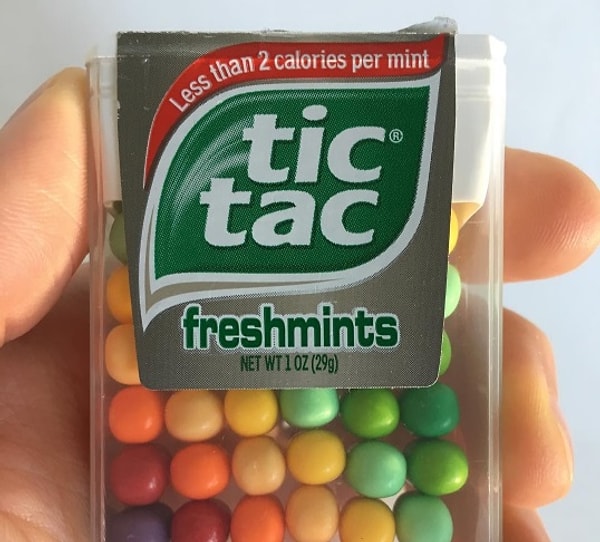 Less than 2 calories per mint
tic®
tac
freshmints
NET WT 1 OZ (29g)